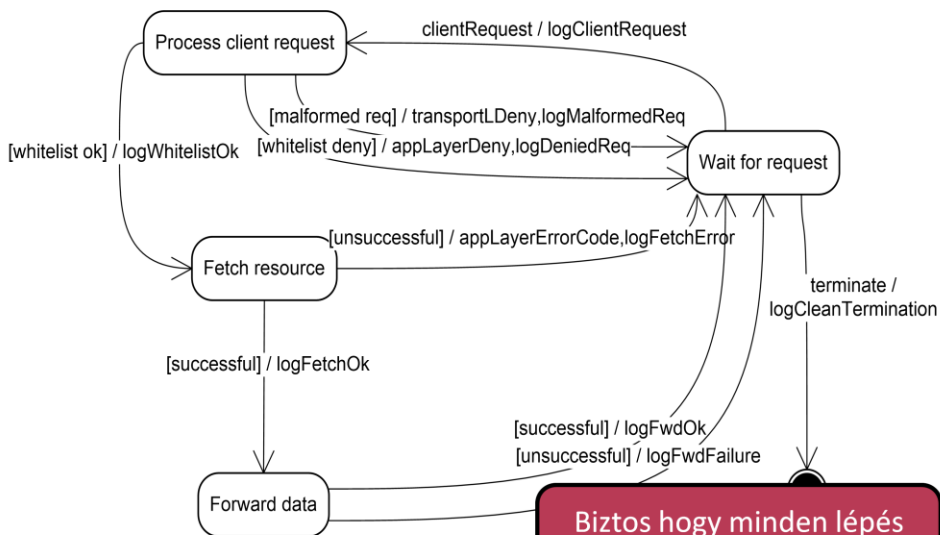 clientRequest / logClientRequest
Process client request
[malformed req] / transportLDeny,logMalformedReq
[whitelist ok] / logWhitelistOk
[whitelist deny] / appLayerDeny,logDeniedReq
Wait for request
[unsuccessful] / appLayerErrorCode,logFetchError
Fetch resource
terminate /
logCleanTermination
[successful] / logFetchOk
[successful] / logFwdOk
[unsuccessful] / logFwdFailure
Forward data
Biztos hogy minden lépés